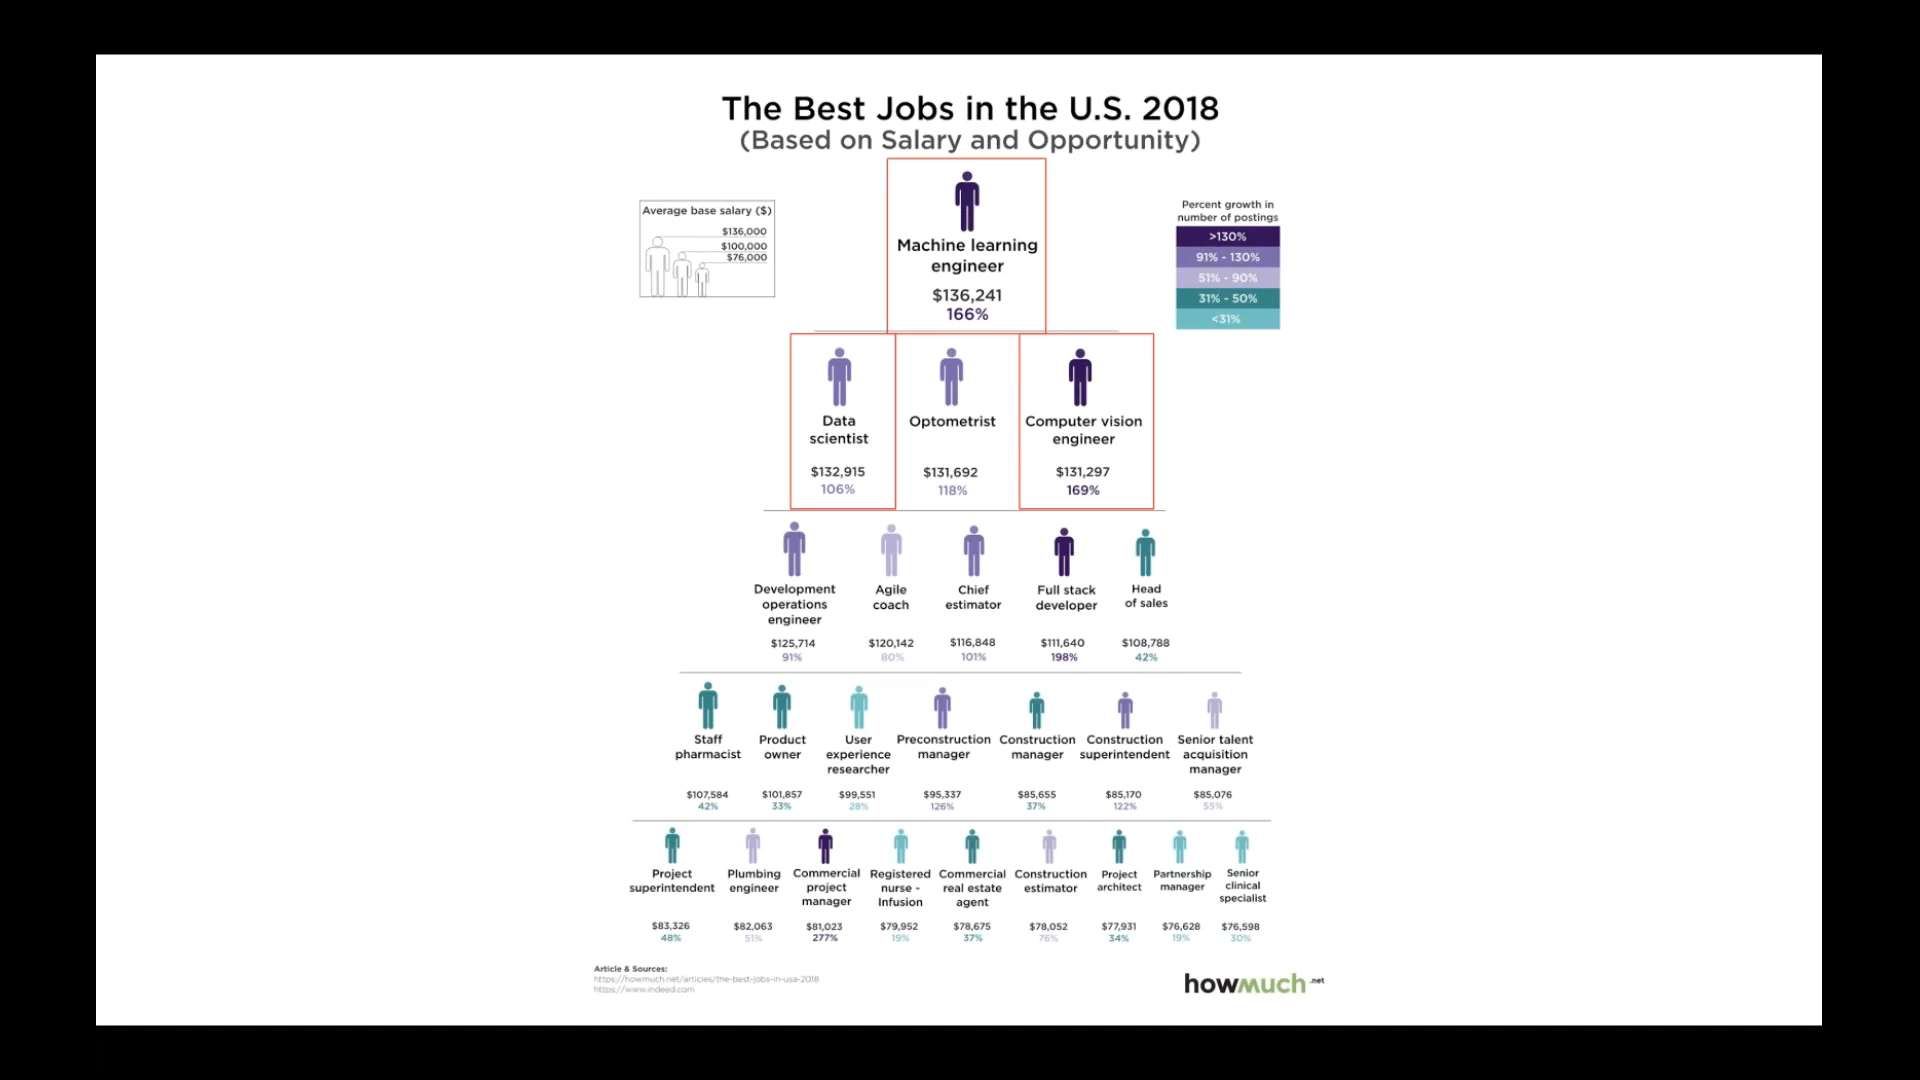 The Best Jobs in the U.S. 2018
(Based on Salary and Opportunity)
Average base salary ($)
$136,000
$100,000
$76,000
Percent growth in
number of postings
>130%
91% - 130%
51% - 90%
31% - 50%
<31%
Machine learning
engineer
$136,241
166%
Data
scientist
$132,915
106%
Optometrist
$131,692
118%
Computer vision
engineer
$131,297
169%
Development
operations
engineer
$125,714
91%
Agile
coach
$120,142
80%
Chief
estimator
$116,848
101%
Full stack
developer
$111,640
198%
Head
of sales
$108,788
42%
Staff
pharmacist
$107,584
42%
Product
owner
$101,857
33%
User
experience
researcher
$99,551
28%
Preconstruction
manager
$95,337
126%
Construction
manager
$85,655
37%
Construction
superintendent
$85,170
122%
Senior talent
acquisition
manager
$85,076
55%
Project
superintendent
$83,326
48%
Plumbing
engineer
$82,063
51%
Commercial
project
manager
$81,023
277%
Registered
nurse -
Infusion
$79,952
19%
Commercial
real estate
agent
$78,675
37%
Construction
estimator
$78,052
76%
Project
architect
$77,931
34%
Partnership
manager
$76,628
19%
Senior
clinical
specialist
$76,598
30%
Article & Sources:
https://howmuch.net/articles/the-best-jobs-in-usa-2018
https://www.indeed.com
howmuch.net